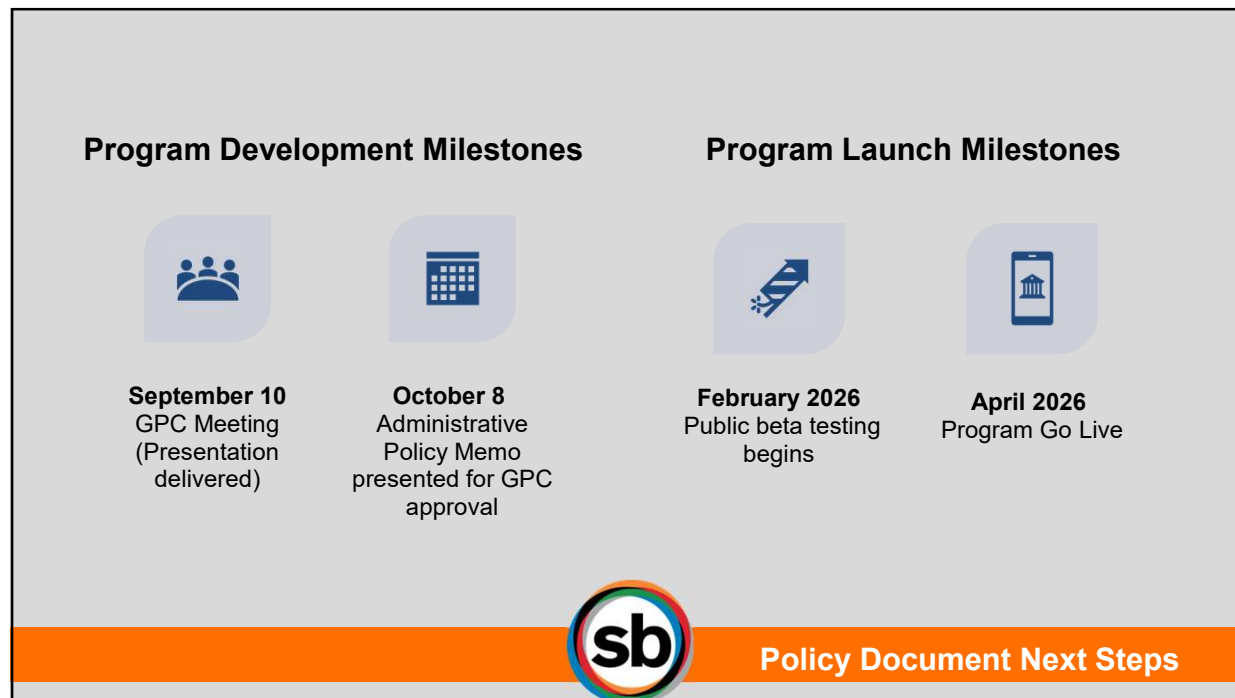 Program Development Milestones
Program Launch Milestones
September 10
GPC Meeting
(Presentation
delivered)
October 8
Administrative
Policy Memo
presented for GPC
approval
February 2026
Public beta testing
begins
April 2026
Program Go Live
sb
Policy Document Next Steps